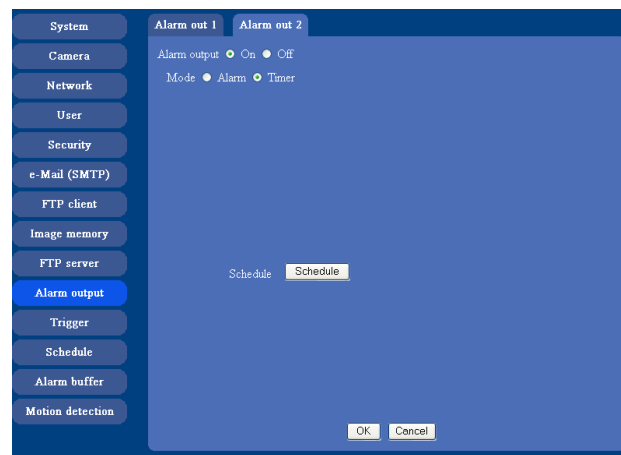 System
Camera
Network
User
Security
e-Mail (SMTP)
FTP client
Image memory
FTP server
Alarm output
Trigger
Schedule
Alarm buffer
Motion detection
Alarm out 1 Alarm out 2
Alarm output On Off
Mode Alarm Timer
Schedule Schedule
OK Cancel